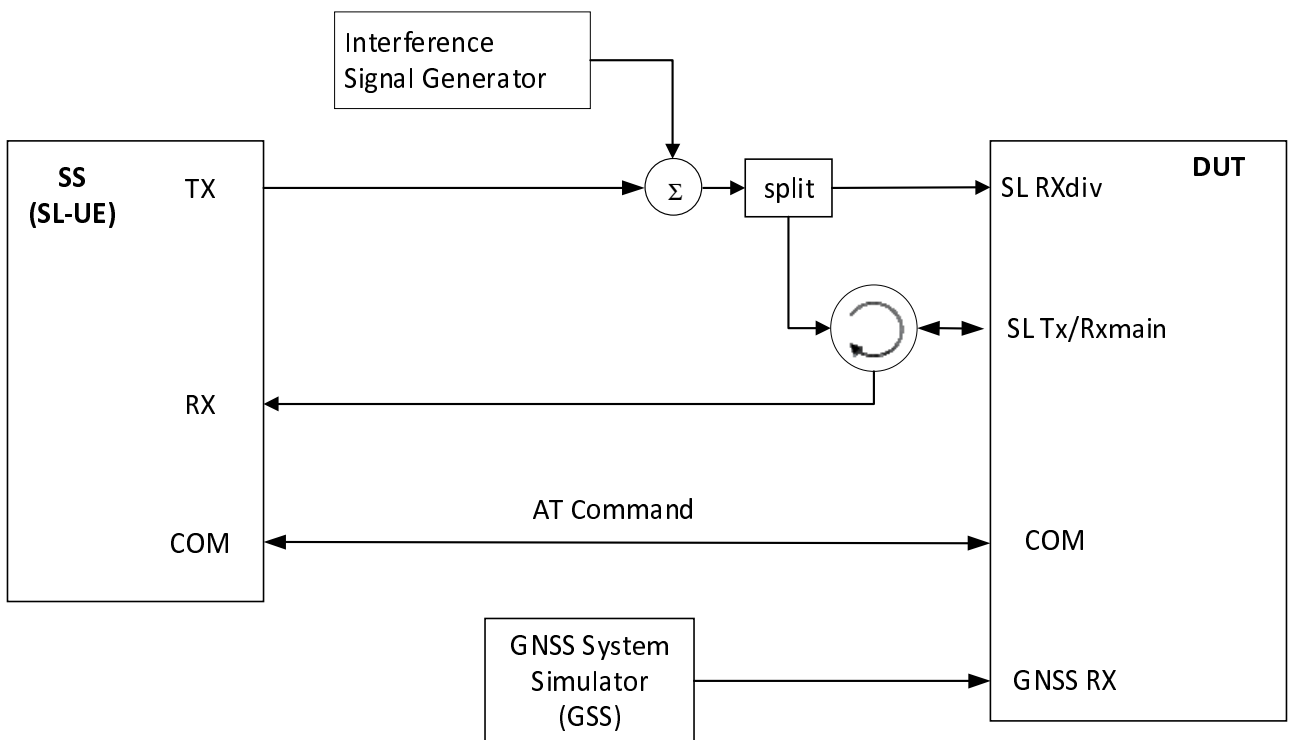 Interference
Signal Generator
SS
(SL-UE)
TX
Σ
split
SL RXdiv
DUT
SL Tx/Rxmain
RX
AT Command
COM
COM
GNSS System
Simulator
(GSS)
GNSS RX